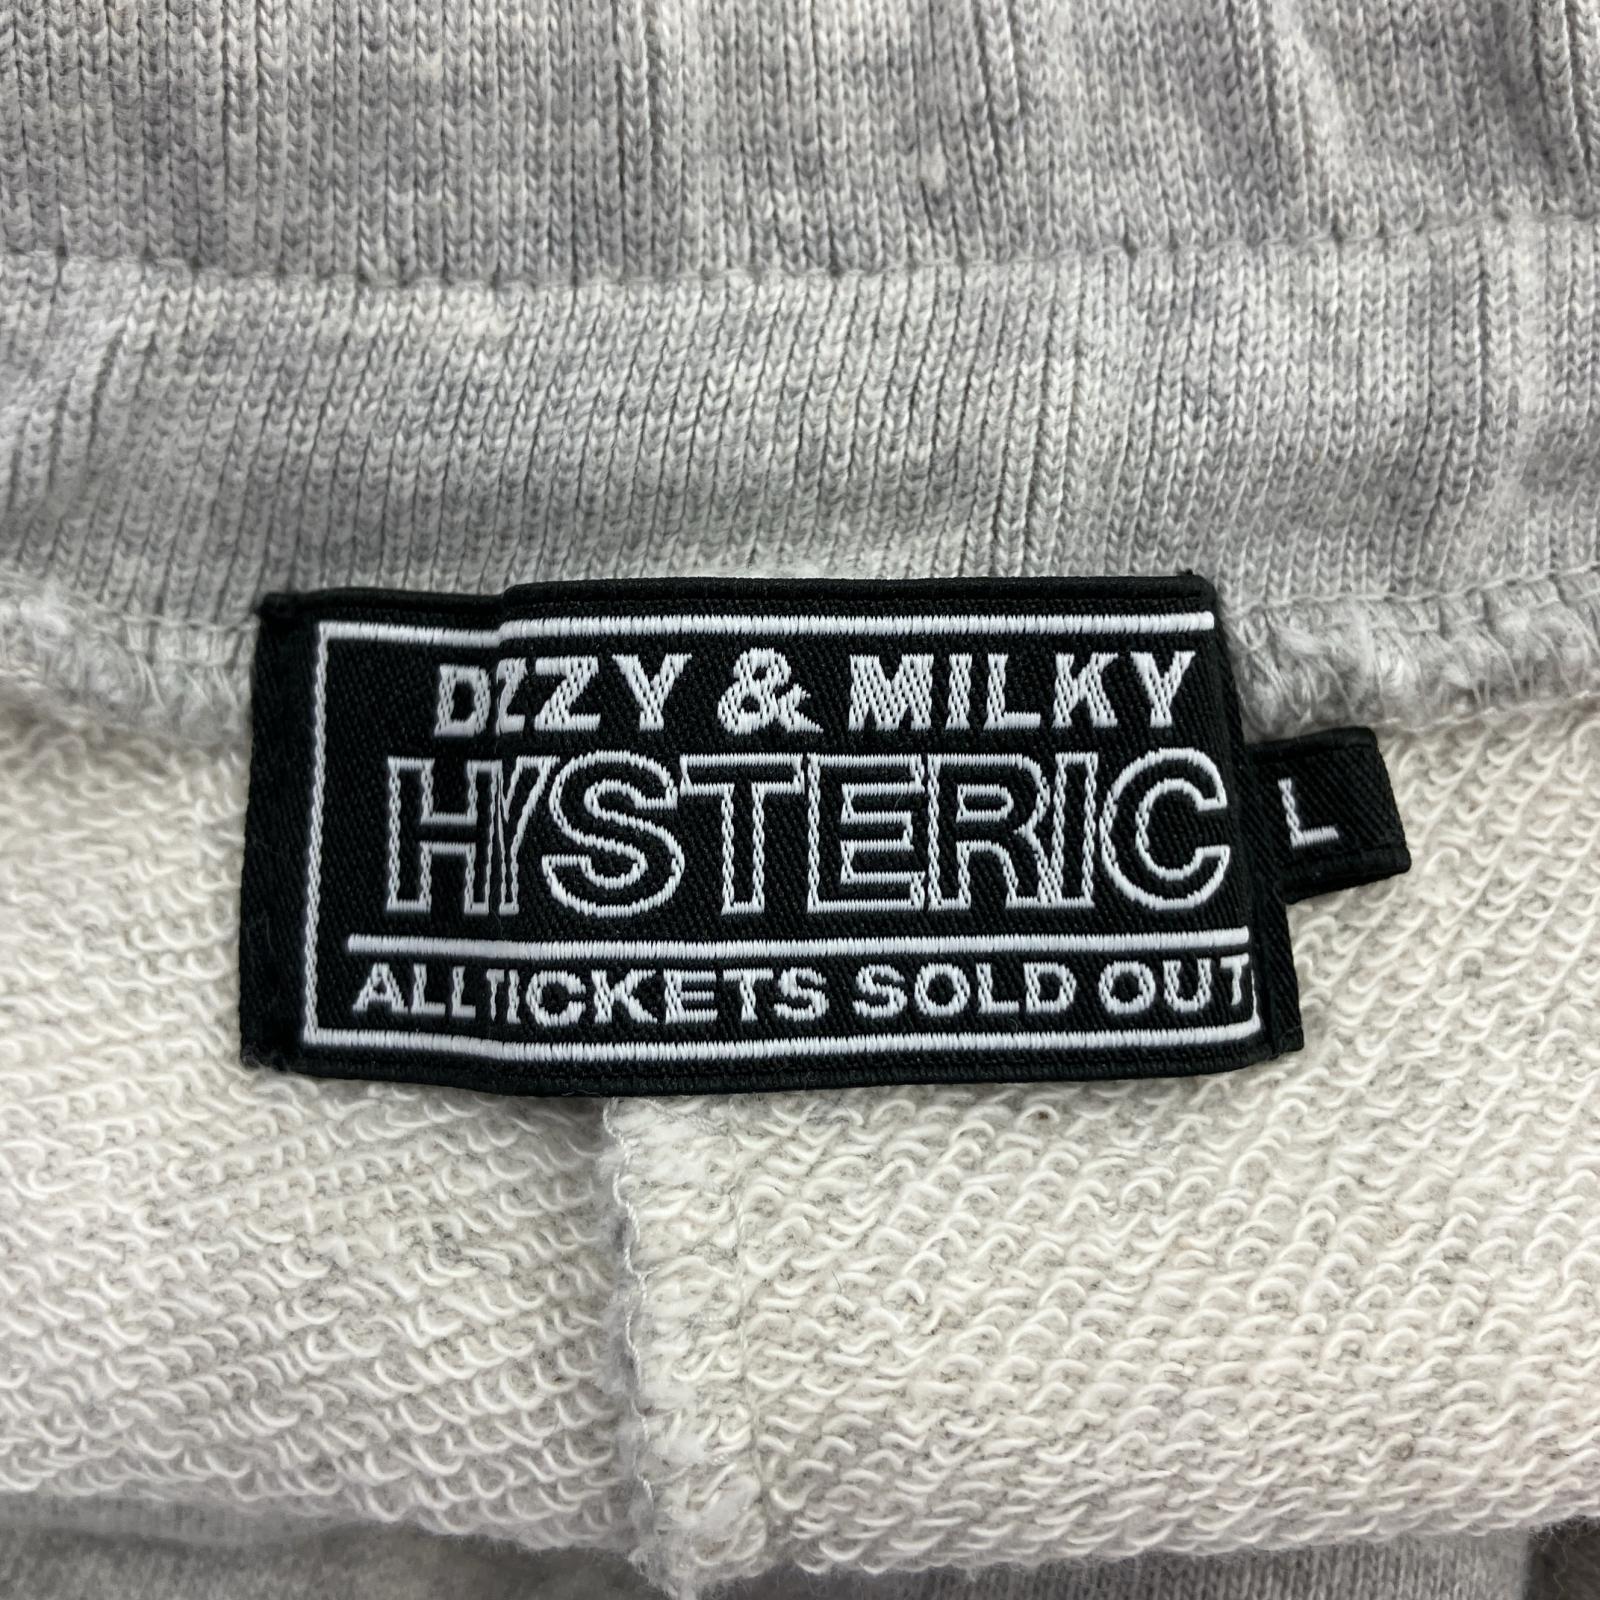 DIZZY & MILKY
HYSTERIC
L
ALL TICKETS SOLD OUT